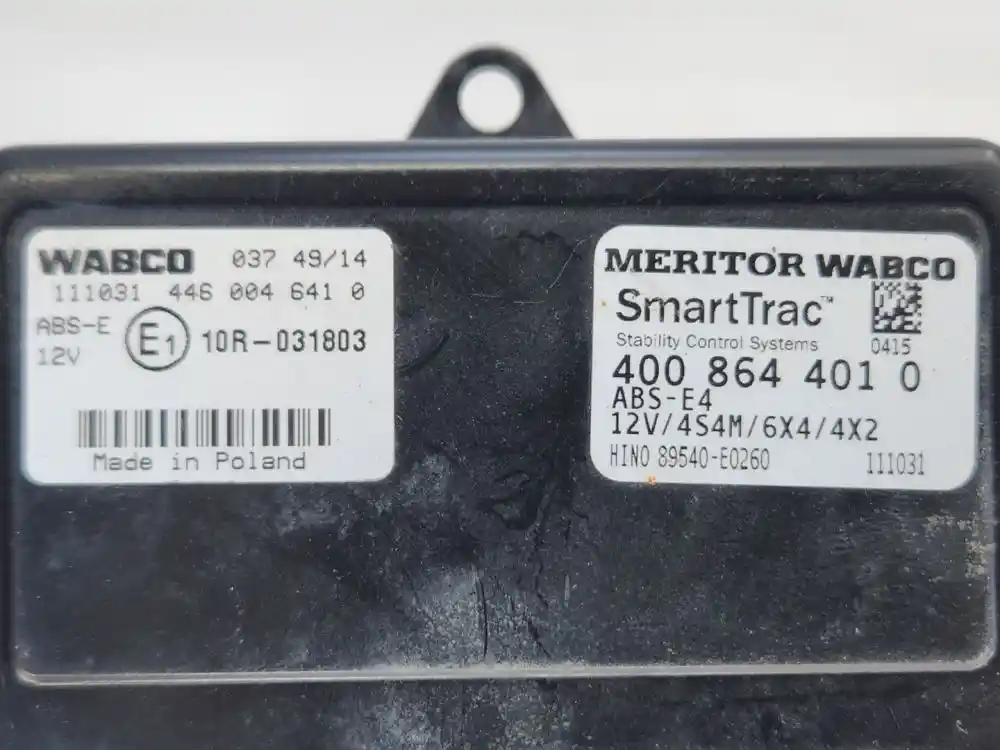 WABCO 037 49/14
111031 446 004 641 0
ABS-E
12V
E1 10R-031803
Made in Poland
MERITOR WABCO
SmartTrac™
Stability Control Systems 0415
400 864 401 0
ABS-E4
12V/4S4M/6X4/4X2
HINO 89540-E0260 111031